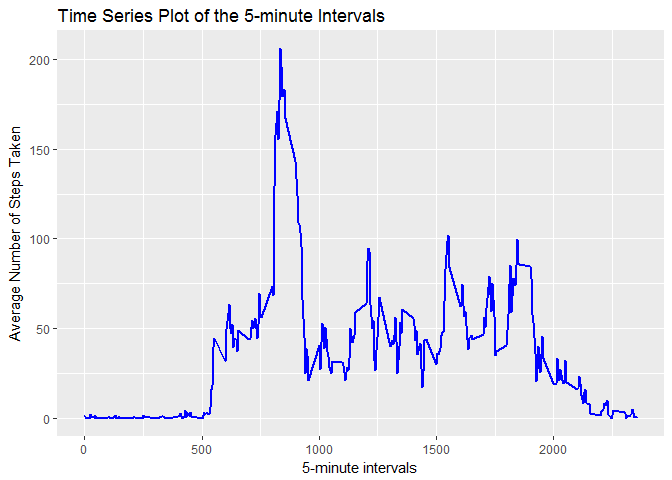 Time Series Plot of the 5-minute Intervals
200
150
100
50
0
Average Number of Steps Taken
0 500 1000 1500 2000
5-minute intervals